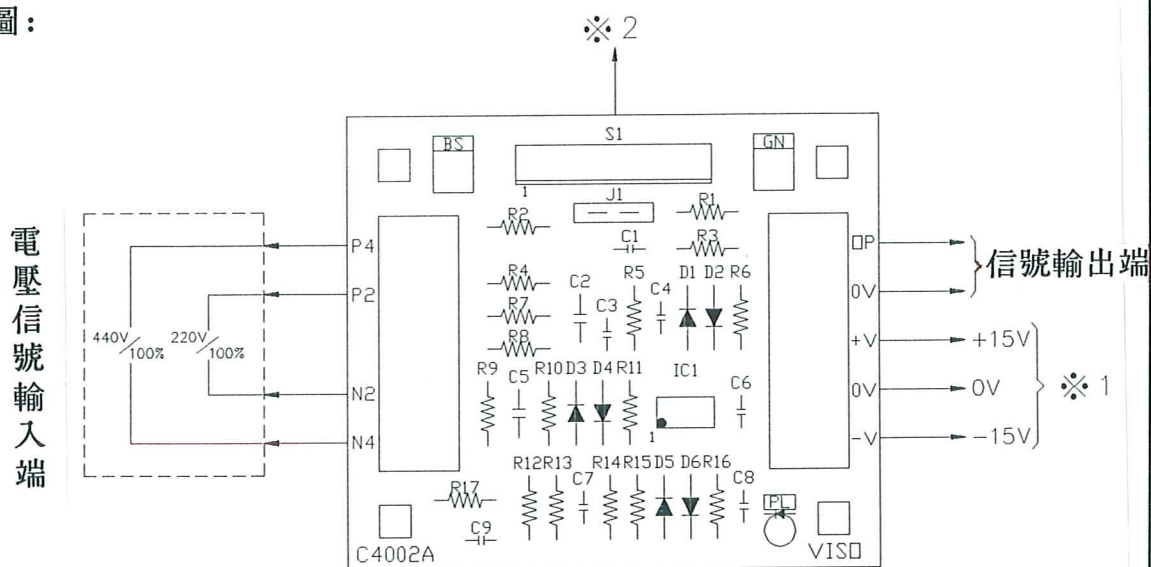 圖：
※2
BS
S1
GN
1
J1
R2
R1
C1
R3
P4
OP
信號輸出端
P2
0V
R4
C2
R5
C4
D1 D2 R6
R7
C3
R8
+V
+15V
440V
100%
220V
100%
0V
0V
※1
R9
C5
R10 D3 D4 R11
IC1
C6
1
N2
N4
-V
-15V
電壓信號輸入端
R12 R13
C7
R14 R15 D5 D6 R16
C8
R17
C9
PL
C4002A
VISO